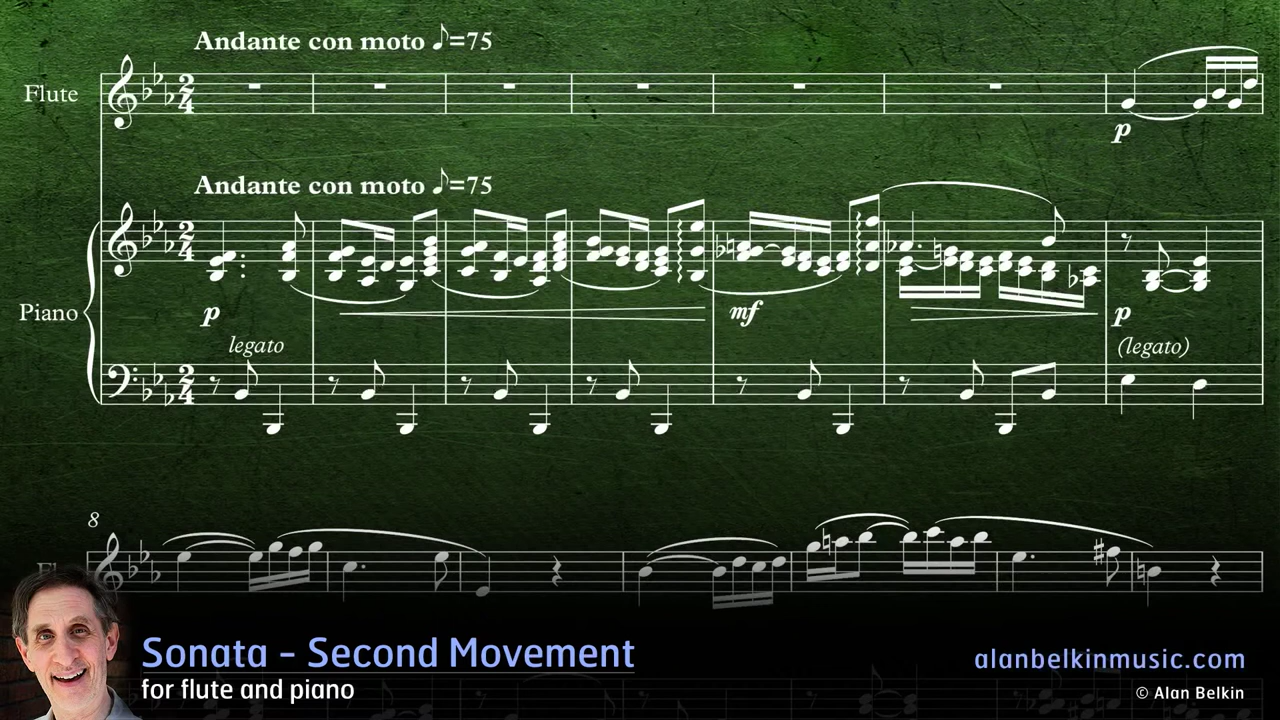 Andante con moto ♪=75
Flute
p
Andante con moto ♪=75
Piano
p
mf
p
legato
(legato)
8
Sonata - Second Movement
for flute and piano
alanbelkinmusic.com
© Alan Belkin